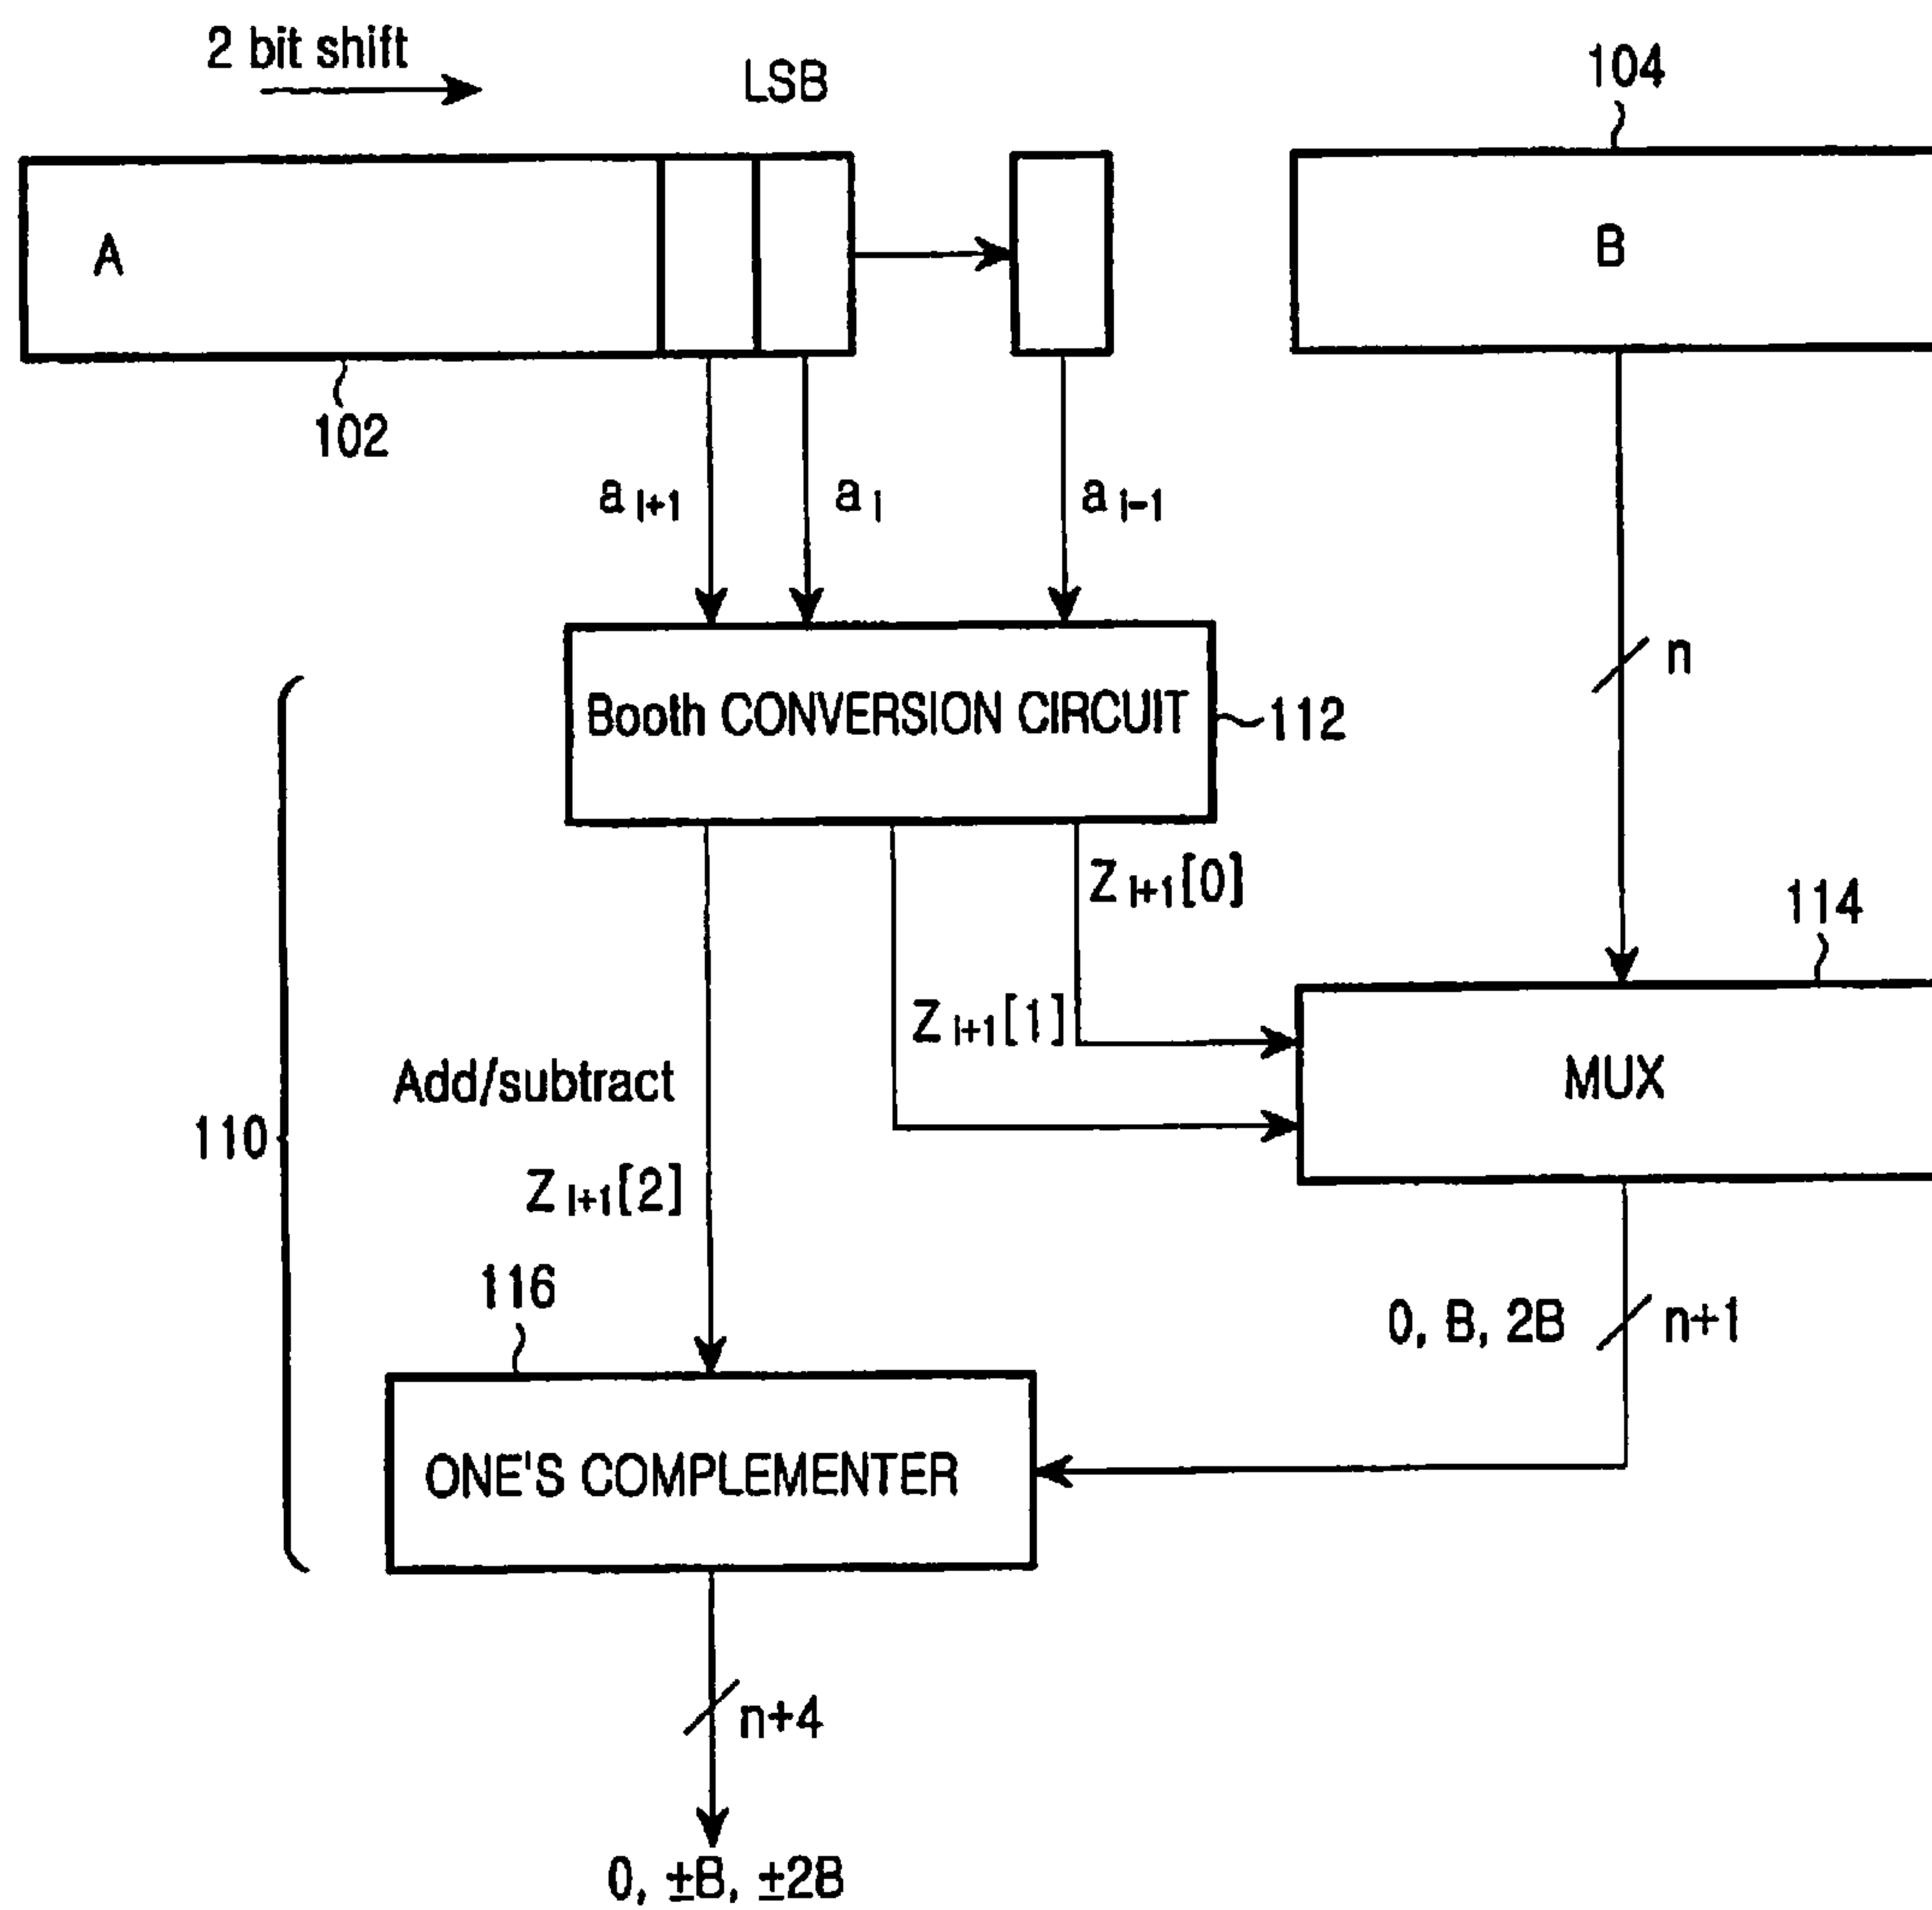 2 bit shift
LSB
104
A
B
102
a i+1
a i
a i-1
n
Booth CONVERSION CIRCUIT
112
Z i+1[0]
114
Z i+1[1]
MUX
Add/subtract
110
Z i+1[2]
116
0, B, 2B
n+1
ONE'S COMPLEMENTER
n+4
0, ±B, ±2B